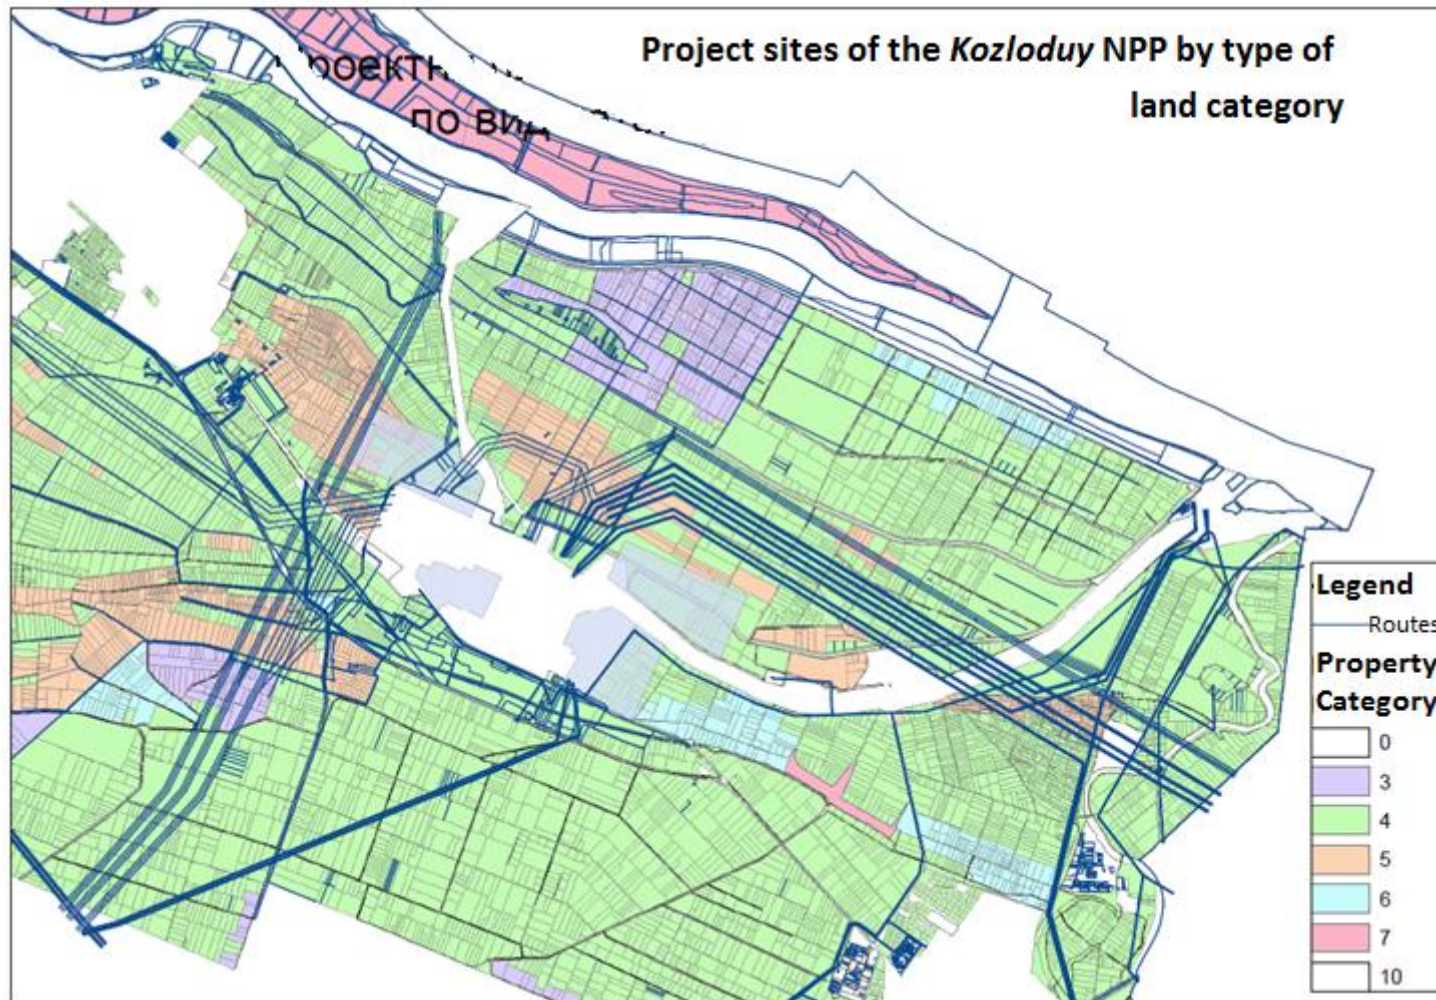 Project sites of the Kozloduy NPP by type of
land category
по ви
Legend
Routes
Property
Category
0
3
4
5
6
7
10